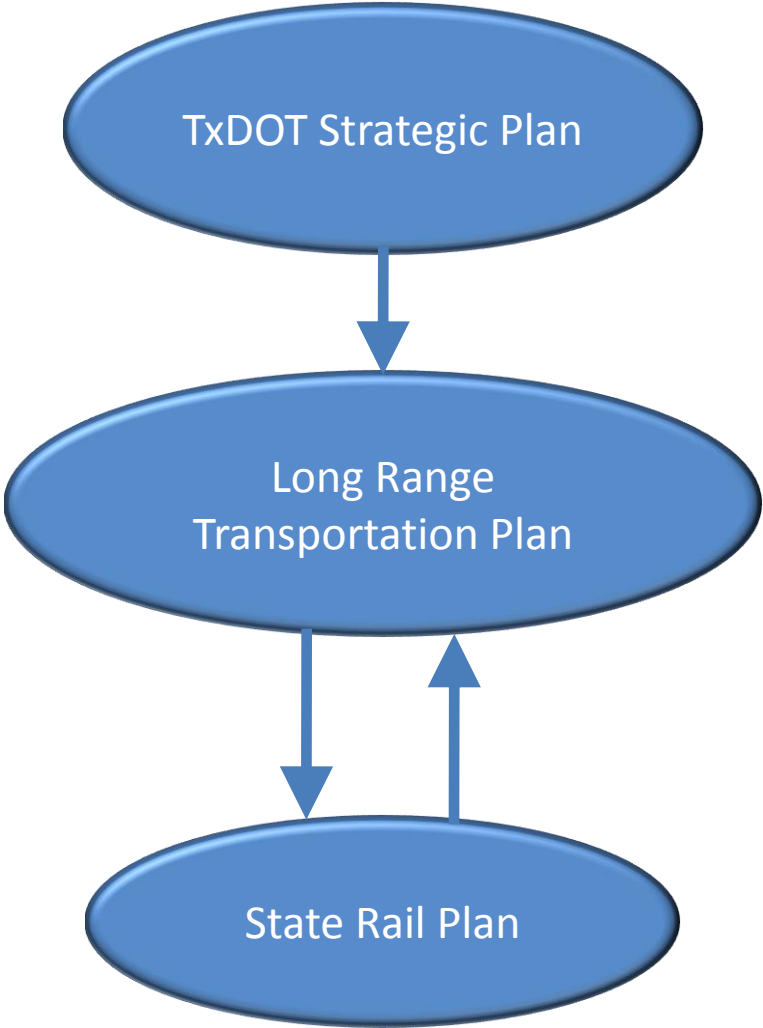 TxDOT Strategic Plan
Long Range
Transportation Plan
State Rail Plan